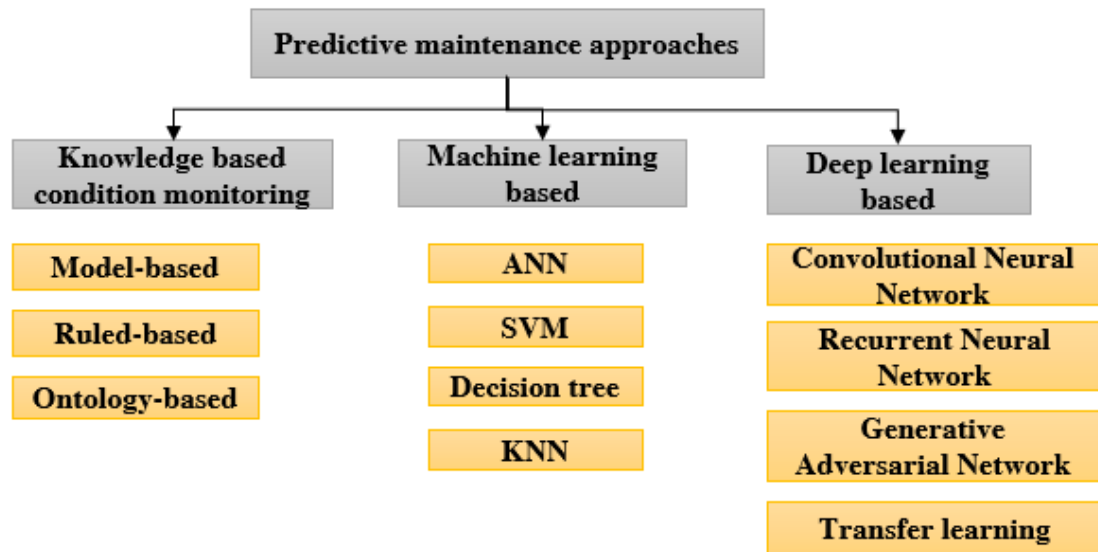 Predictive maintenance approaches
Knowledge based
condition monitoring
Model-based
Ruled-based
Ontology-based
Machine learning
based
ANN
SVM
Decision tree
KNN
Deep learning
based
Convolutional Neural
Network
Recurrent Neural
Network
Generative
Adversarial Network
Transfer learning